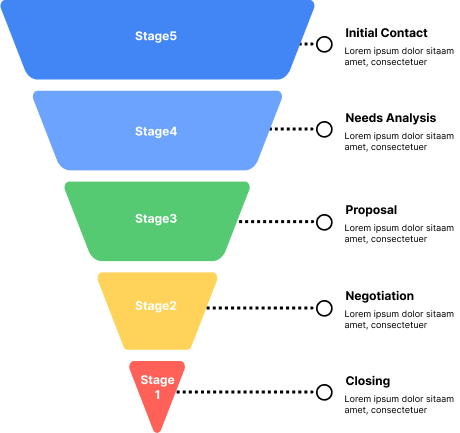 Stage5
Initial Contact
Lorem ipsum dolor sitaam
amet, consectetuer
Stage4
Needs Analysis
Lorem ipsum dolor sitaam
amet, consectetuer
Stage3
Proposal
Lorem ipsum dolor sitaam
amet, consectetuer
Stage2
Negotiation
Lorem ipsum dolor sitaam
amet, consectetuer
Stage
1
Closing
Lorem ipsum dolor sitaam
amet, consectetuer